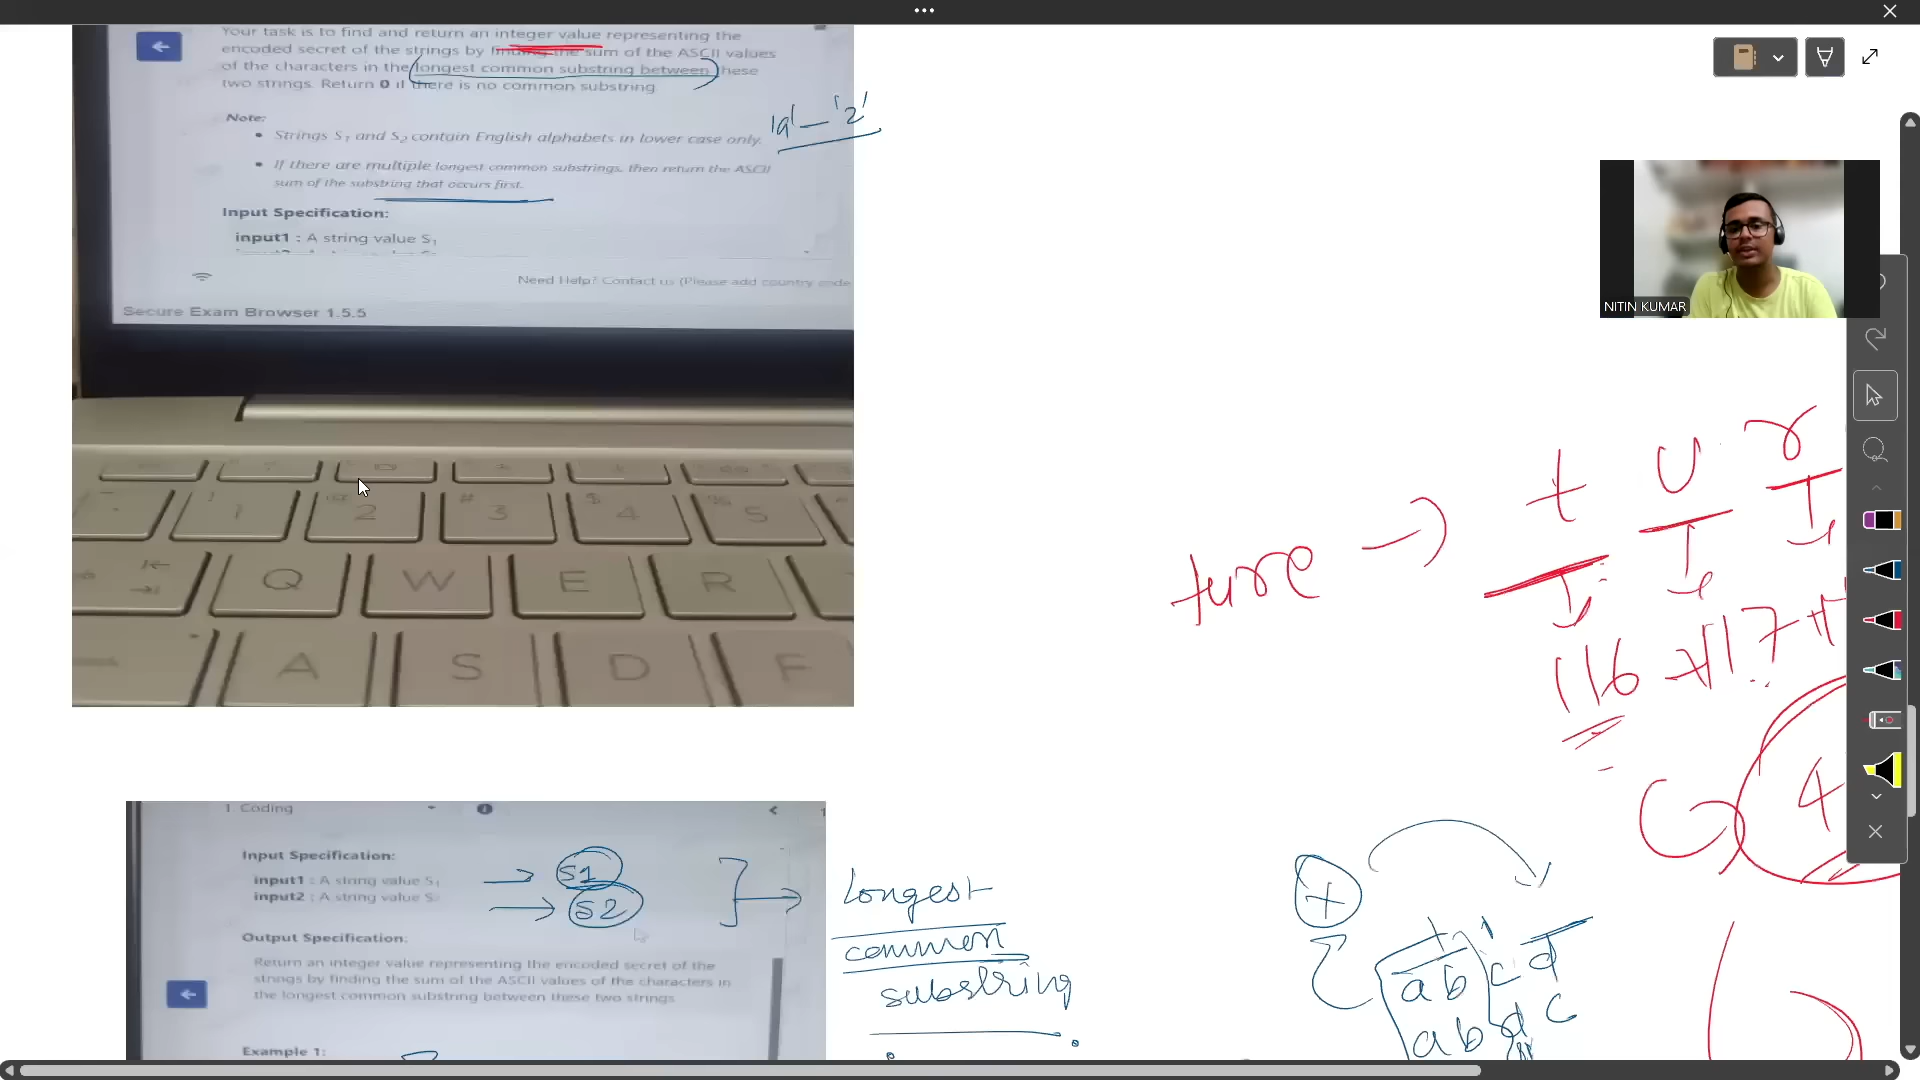 Your task is to find and return an integer value representing the
encoded secret of the strings by finding the sum of the ASCII values
of the characters in the longest common substring between these
two strings. Return 0 if there is no common substring.
'a' - 'z'
Note:
• Strings S₁ and S₂ contain English alphabets in lower case only.
• If there are multiple longest common substrings, then return the ASCII
sum of the substring that occurs first.
Input Specification:
input1 : A string value S₁
Need Help? Contact us (Please add country code
Secure Exam Browser 1.5.5
NITIN KUMAR
! 1
@ 2
# 3
$ 4
% 5
Q W E R
A S D F
ture → t u r
116 + 117 +
4
1. Coding
Input Specification:
input1 : A string value S₁
input2 : A string value S₂
S1
S2
Longest
common
substring
Output Specification:
Return an integer value representing the encoded secret of the
strings by finding the sum of the ASCII values of the characters in
the longest common substring between these two strings
Example 1:
+
a b c d
a b d c